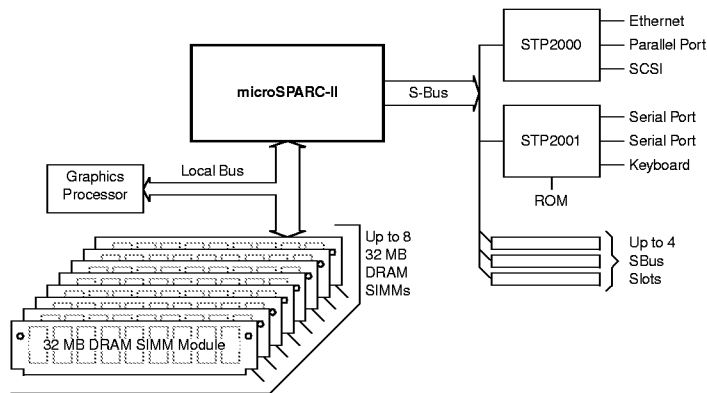 microSPARC-II
S-Bus
STP2000
Ethernet
Parallel Port
SCSI
STP2001
Serial Port
Serial Port
Keyboard
ROM
Graphics
Processor
Local Bus
Up to 8
32 MB
DRAM
SIMMs
Up to 4
SBus
Slots
32 MB DRAM SIMM Module